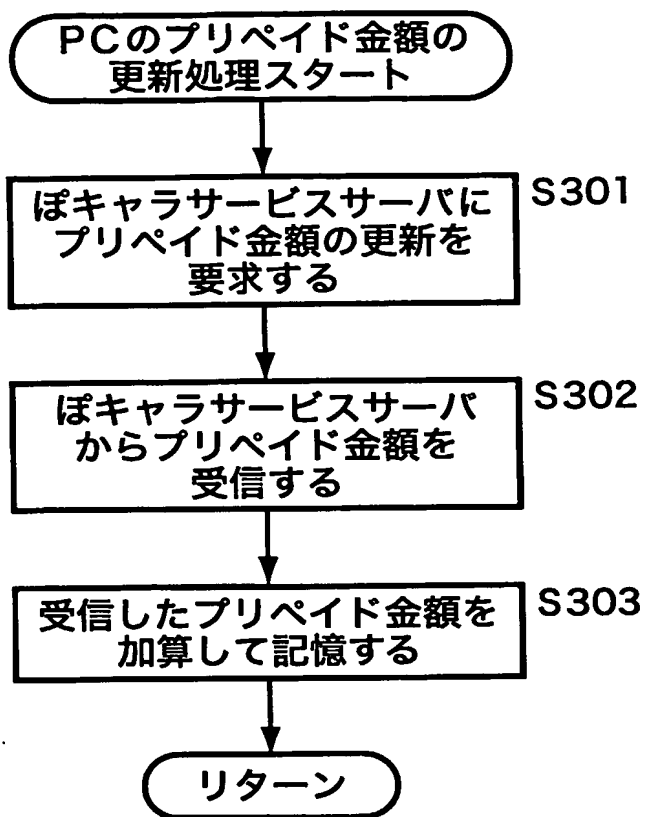 PCのプリペイド金額の
更新処理スタート
S301
ぽキャラサービスサーバに
プリペイド金額の更新を
要求する
S302
ぽキャラサービスサーバ
からプリペイド金額を
受信する
S303
受信したプリペイド金額を
加算して記憶する
リターン